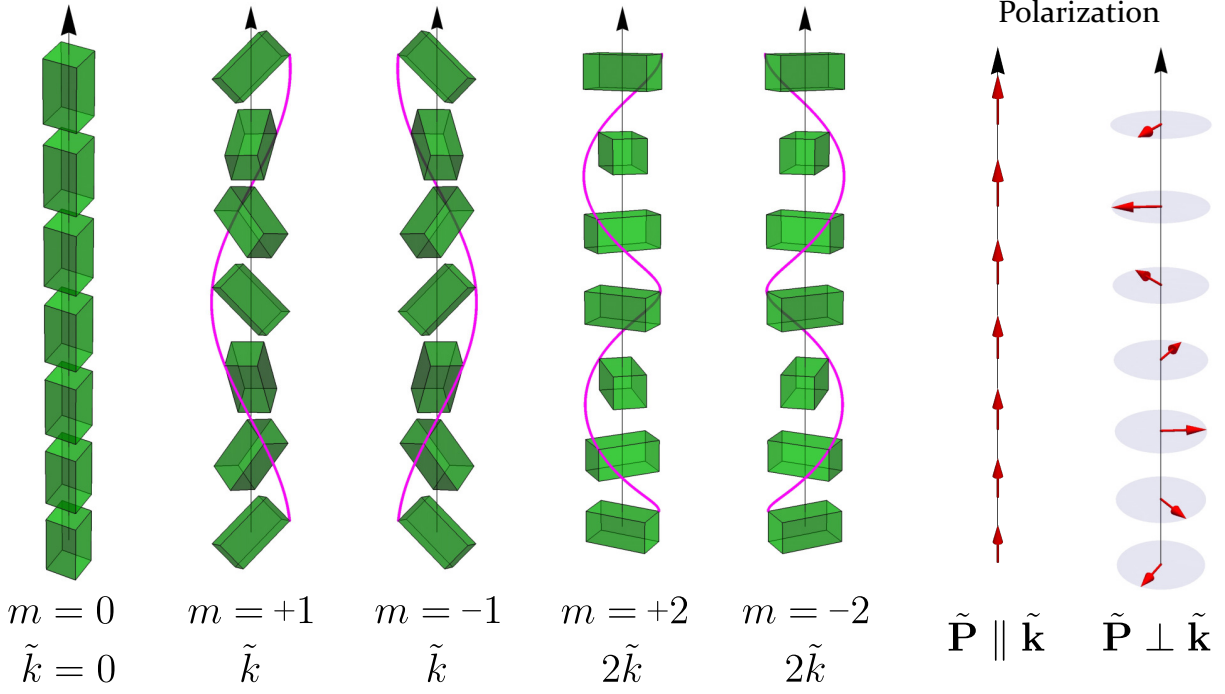 Polarization
m = 0
m = +1
m = −1
m = +2
m = −2
k̃ = 0
k̃
k̃
2k̃
2k̃
P̃ ∥ k̃
P̃ ⊥ k̃